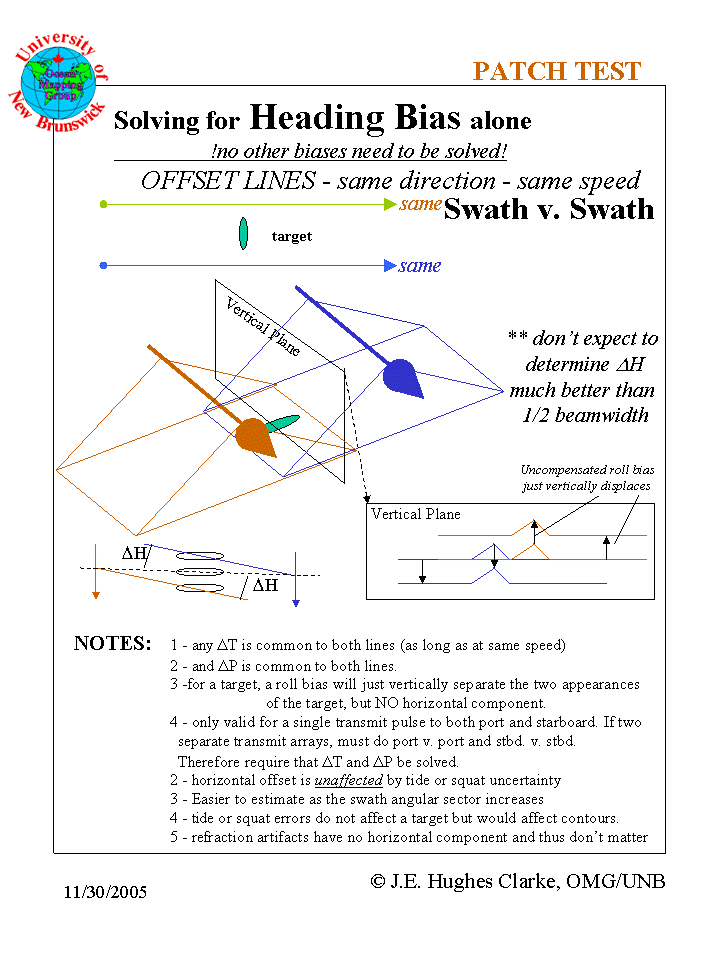 University of
Ocean
Mapping
Group
New Brunswick
PATCH TEST
Solving for Heading Bias alone
!no other biases need to be solved!
OFFSET LINES - same direction - same speed
same
Swath v. Swath
target
same
Vertical Plane
** don't expect to
determine ΔH
much better than
1/2 beamwidth
Uncompensated roll bias
just vertically displaces
Vertical Plane
ΔH
ΔH
NOTES:
1 - any ΔT is common to both lines (as long as at same speed)
2 - and ΔP is common to both lines.
3 -for a target, a roll bias will just vertically separate the two appearances
of the target, but NO horizontal component.
4 - only valid for a single transmit pulse to both port and starboard. If two
separate transmit arrays, must do port v. port and stbd. v. stbd.
Therefore require that ΔT and ΔP be solved.
2 - horizontal offset is unaffected by tide or squat uncertainty
3 - Easier to estimate as the swath angular sector increases
4 - tide or squat errors do not affect a target but would affect contours.
5 - refraction artifacts have no horizontal component and thus don't matter
11/30/2005
© J.E. Hughes Clarke, OMG/UNB